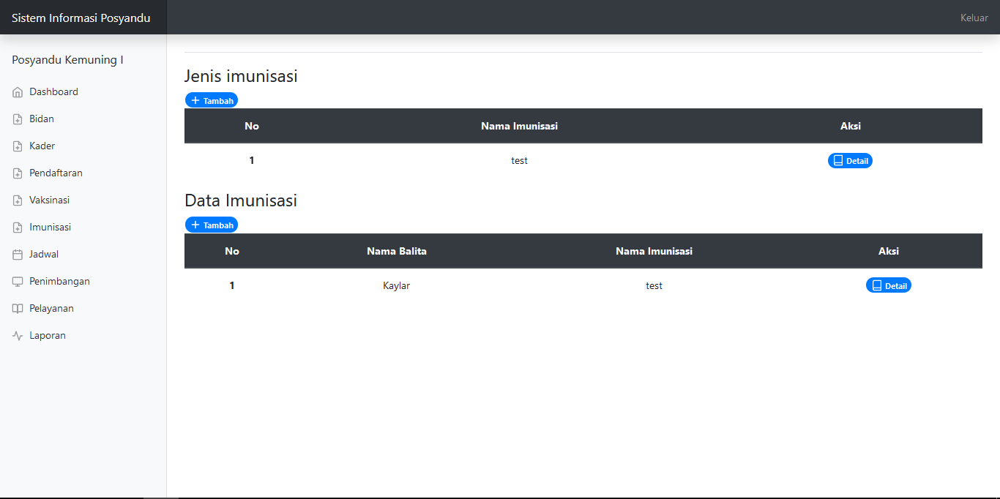 Sistem Informasi Posyandu
Keluar
Posyandu Kemuning I
Dashboard
Bidan
Kader
Pendaftaran
Vaksinasi
Imunisasi
Jadwal
Penimbangan
Pelayanan
Laporan
Jenis imunisasi
+ Tambah
No Nama Imunisasi Aksi
1 test Detail
Data Imunisasi
+ Tambah
No Nama Balita Nama Imunisasi Aksi
1 Kaylar test Detail